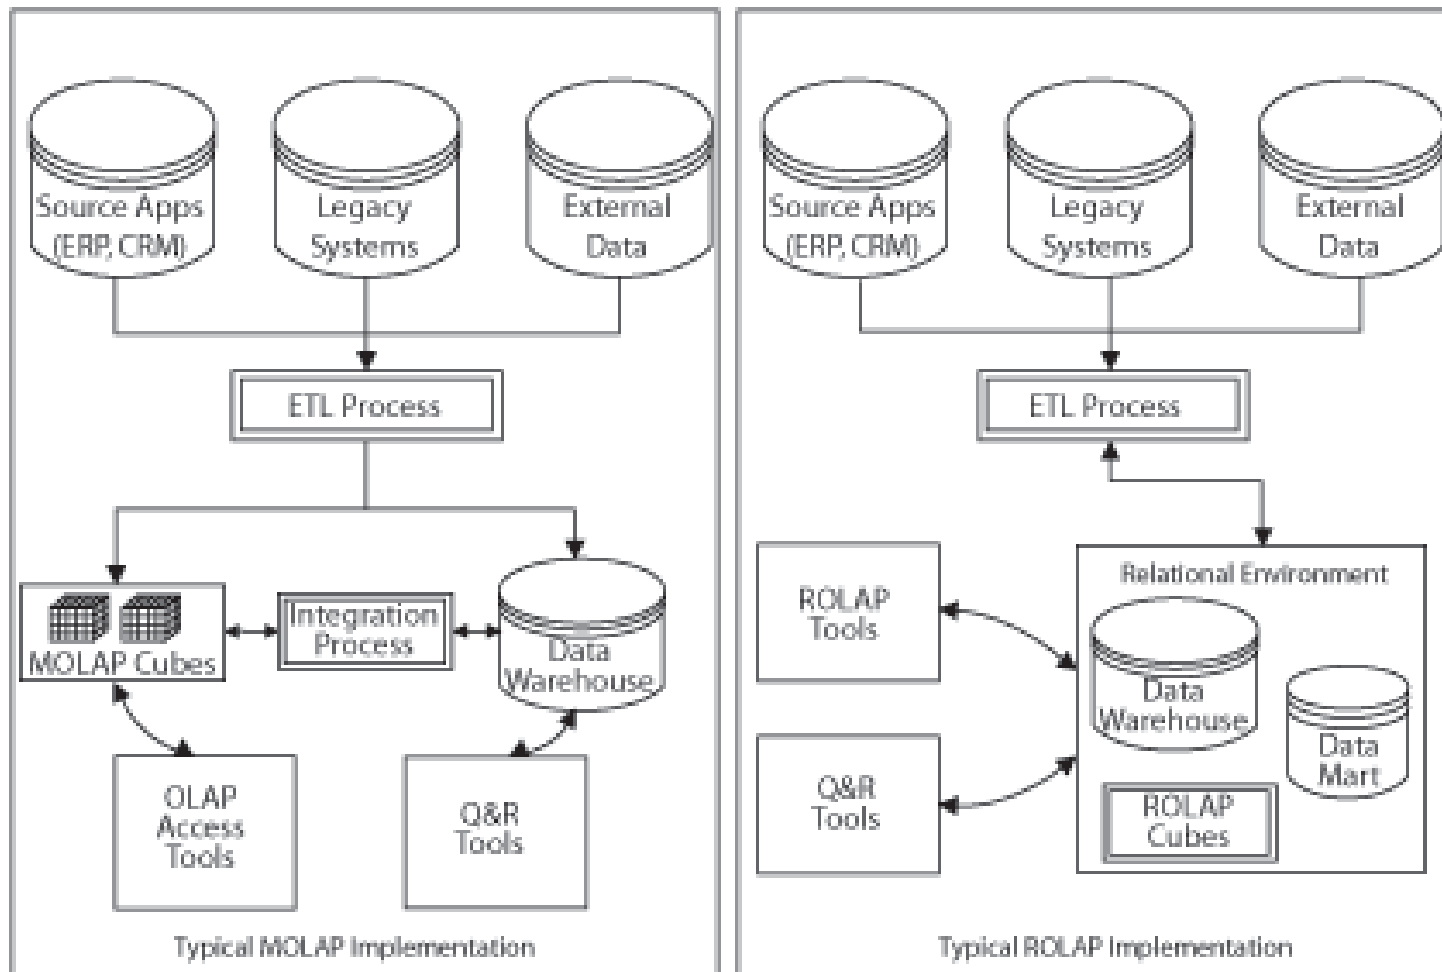 Source Apps
(ERP, CRM)
Legacy
Systems
External
Data
ETL Process
MOLAP Cubes
Integration
Process
Data
Warehouse
OLAP
Access
Tools
Q&R
Tools
Typical MOLAP Implementation
Source Apps
(ERP, CRM)
Legacy
Systems
External
Data
ETL Process
ROLAP
Tools
Q&R
Tools
Relational Environment
Data
Warehouse
Data
Mart
ROLAP
Cubes
Typical ROLAP Implementation